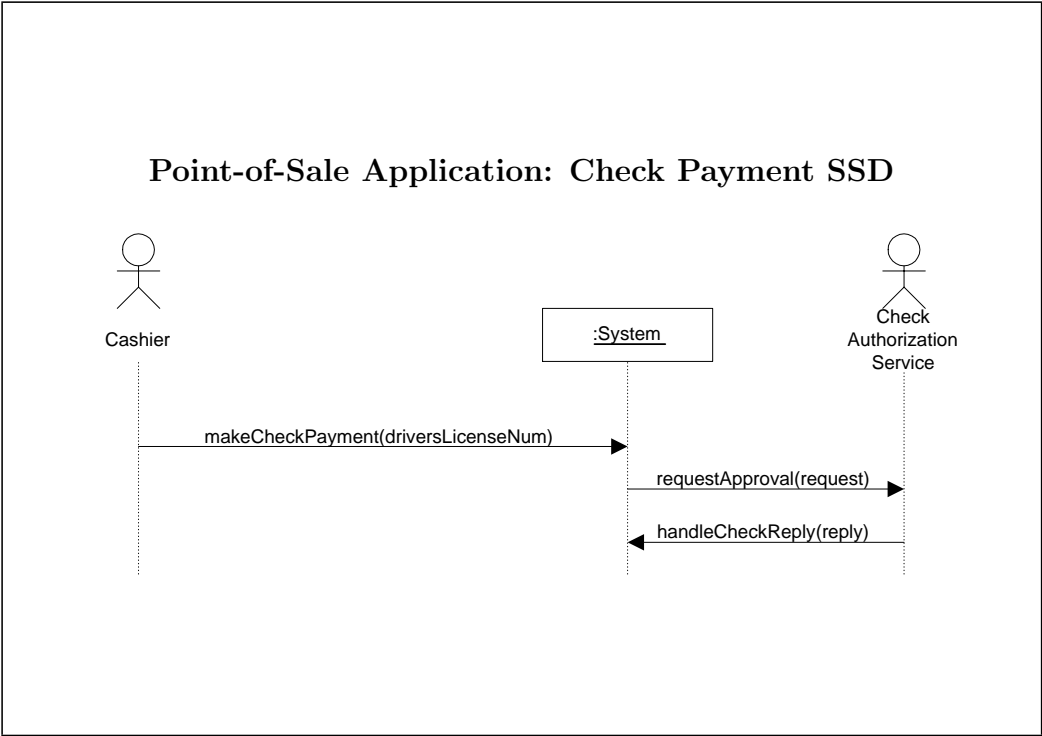 Point-of-Sale Application: Check Payment SSD
Cashier
:System
Check
Authorization
Service
makeCheckPayment(driversLicenseNum)
requestApproval(request)
handleCheckReply(reply)